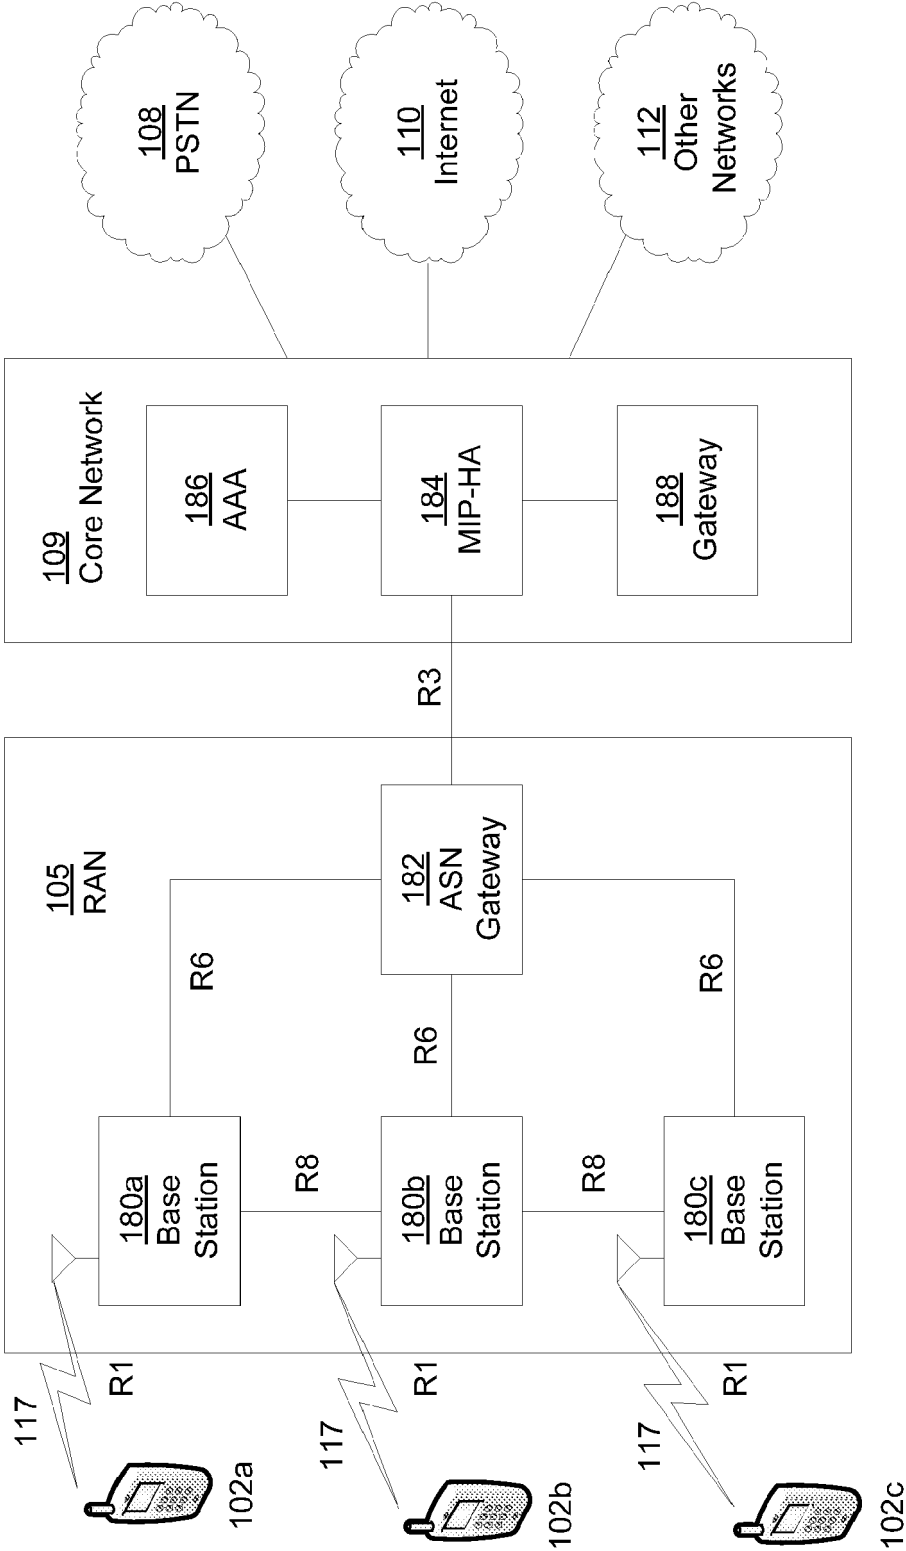 117
102a
R1
180a
Base
Station
R8
117
102b
R1
180b
Base
Station
R8
117
102c
R1
180c
Base
Station
105
RAN
R6
R6
R6
182
ASN
Gateway
R3
109
Core Network
186
AAA
184
MIP-HA
188
Gateway
108
PSTN
110
Internet
112
Other
Networks